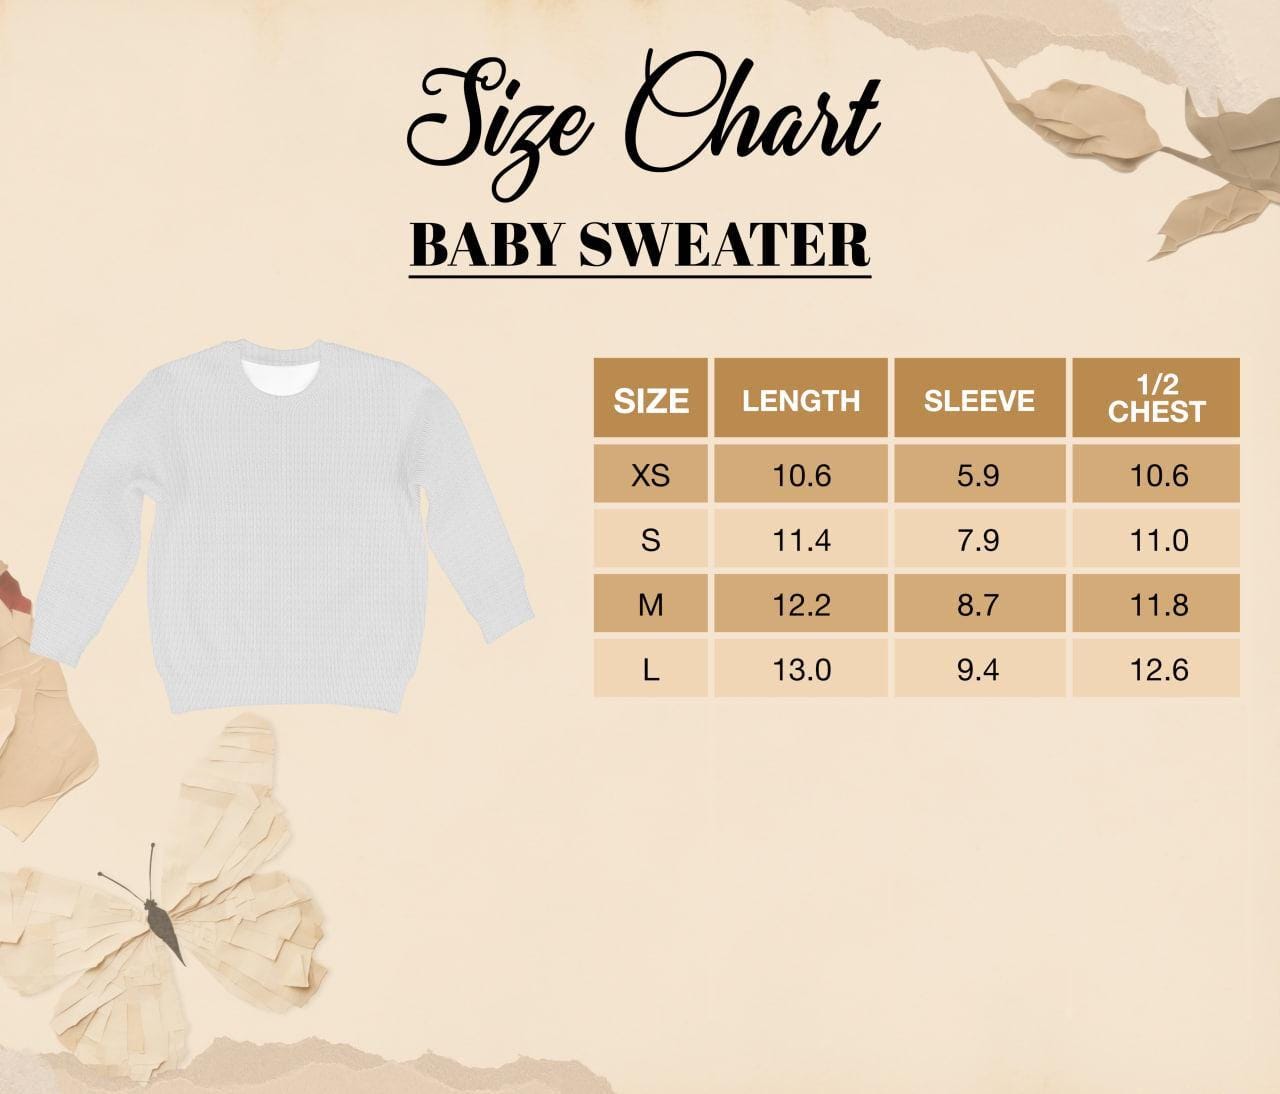 Size Chart
BABY SWEATER
SIZE LENGTH SLEEVE 1/2 CHEST
XS 10.6 5.9 10.6
S 11.4 7.9 11.0
M 12.2 8.7 11.8
L 13.0 9.4 12.6